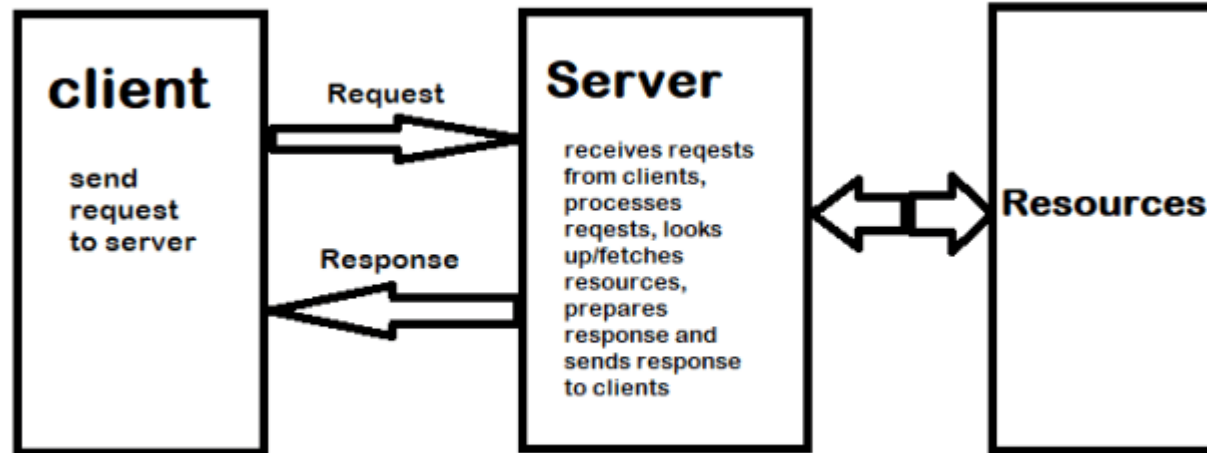 client
send
request
to server
Request
Response
Server
receives reqests
from clients,
processes
reqests, looks
up/fetches
resources,
prepares
response and
sends response
to clients
Resources